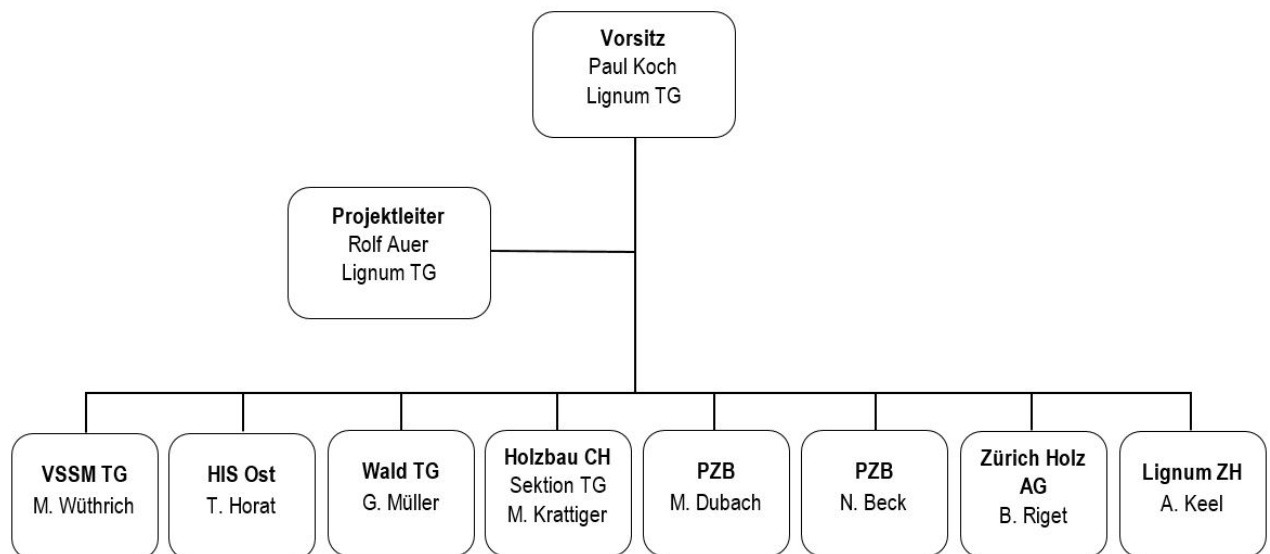 Vorsitz
Paul Koch
Lignum TG
Projektleiter
Rolf Auer
Lignum TG
VSSM TG
M. Wüthrich
HIS Ost
T. Horat
Wald TG
G. Müller
Holzbau CH
Sektion TG
M. Krattiger
PZB
M. Dubach
PZB
N. Beck
Zürich Holz
AG
B. Riget
Lignum ZH
A. Keel